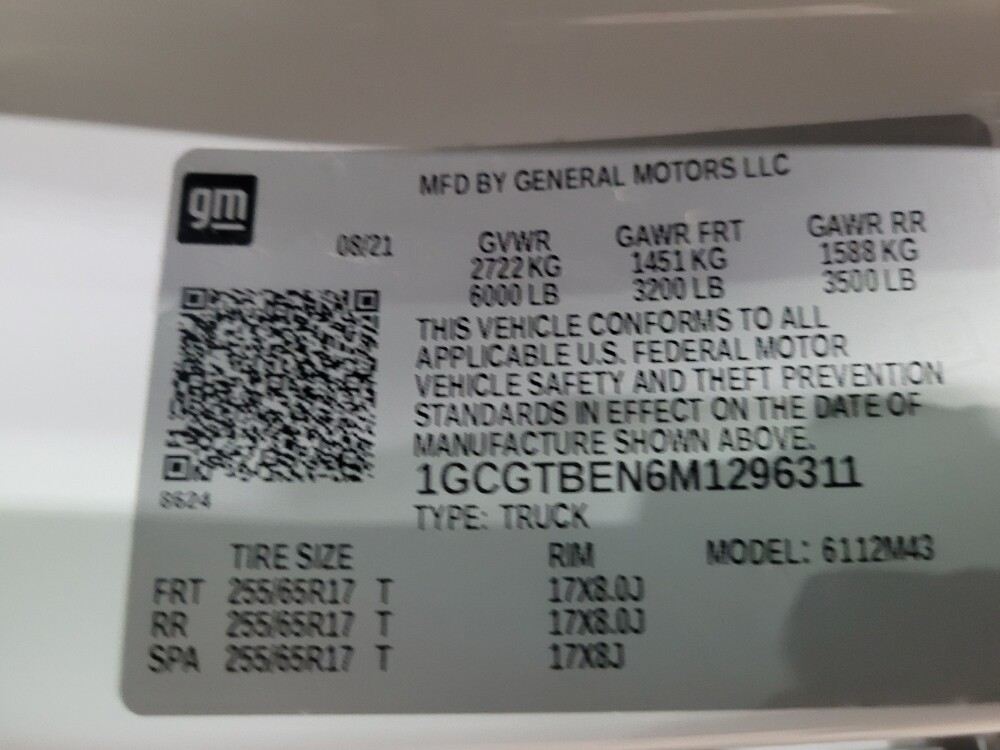 gm
MFD BY GENERAL MOTORS LLC
08/21
GVWR GAWR FRT GAWR RR
2722 KG 1451 KG 1588 KG
6000 LB 3200 LB 3500 LB
THIS VEHICLE CONFORMS TO ALL
APPLICABLE U.S. FEDERAL MOTOR
VEHICLE SAFETY AND THEFT PREVENTION
STANDARDS IN EFFECT ON THE DATE OF
MANUFACTURE SHOWN ABOVE.
1GCGTBEN6M1296311
8624
TYPE: TRUCK
TIRE SIZE RIM MODEL: 6112M43
FRT 255/65R17 T 17X8.0J
RR 255/65R17 T 17X8.0J
SPA 255/65R17 T 17X8J